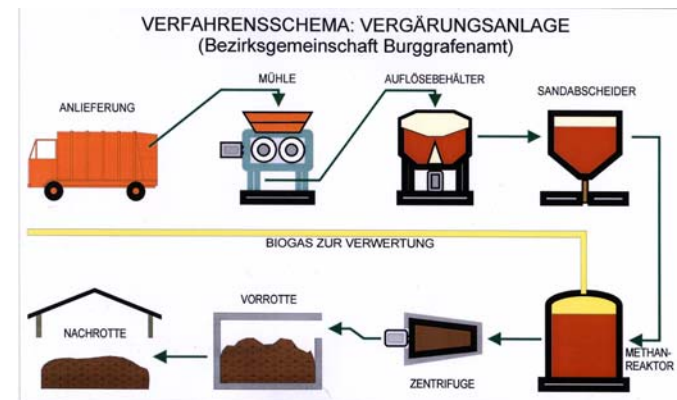 VERFAHRENSSCHEMA: VERGÄRUNGSANLAGE
(Bezirksgemeinschaft Burggrafenamt)
ANLIEFERUNG
MÜHLE
AUFLÖSEBEHÄLTER
SANDABSCHEIDER
BIOGAS ZUR VERWERTUNG
NACHROTTE
VORROTTE
ZENTRIFUGE
METHAN-
REAKTOR